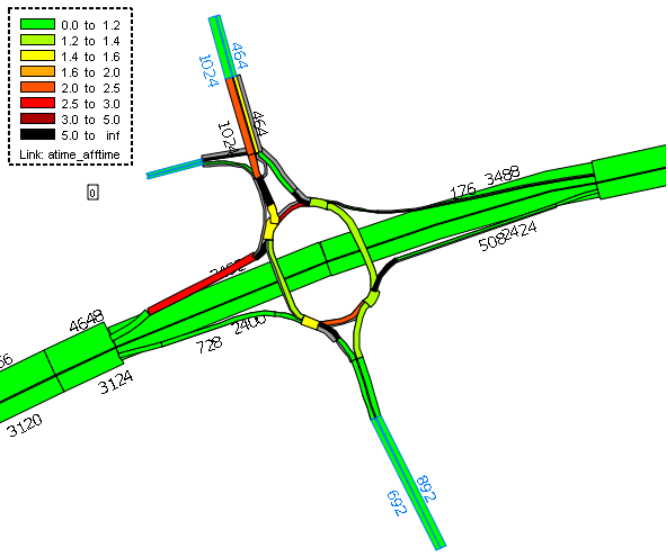 0.0 to 1.2
1.2 to 1.4
1.4 to 1.6
1.6 to 2.0
2.0 to 2.5
2.5 to 3.0
3.0 to 5.0
5.0 to inf
Link: atime_afftime
0
464
1024
464
1024
176
3488
508
2424
4648
728
2400
3124
3120
892
692